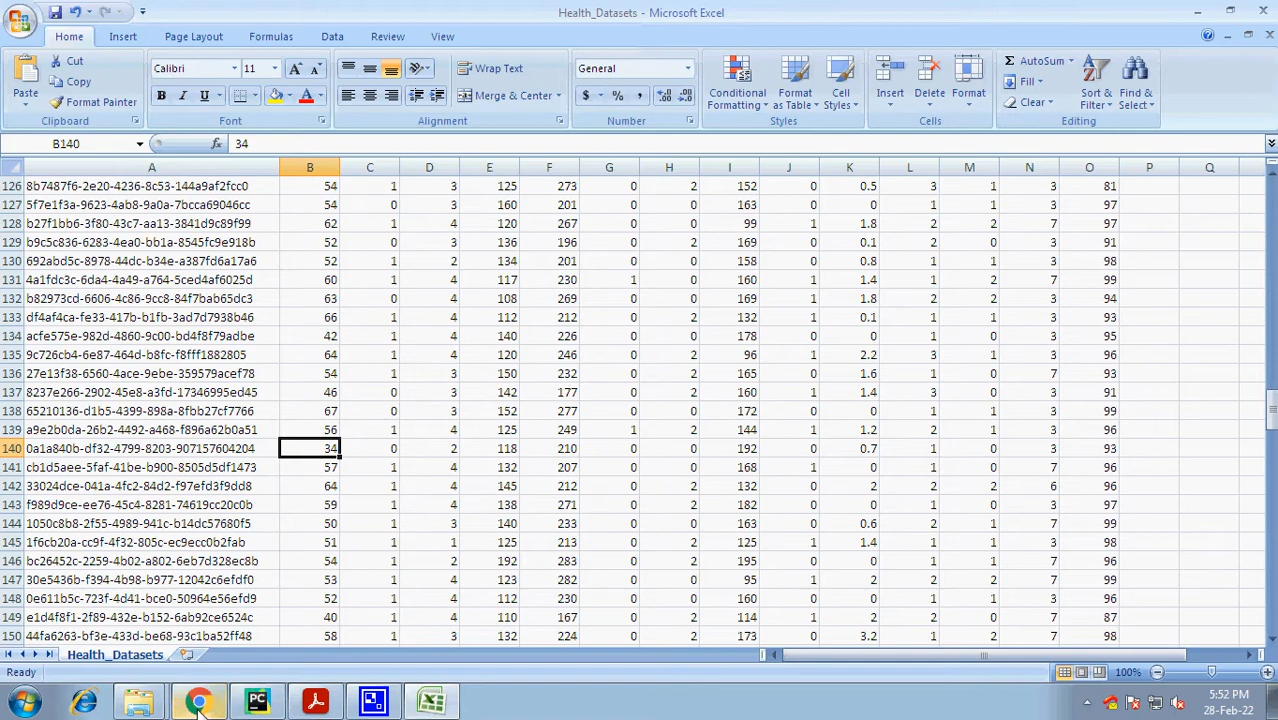 Health_Datasets - Microsoft Excel
Home Insert Page Layout Formulas Data Review View
Cut
Copy
Format Painter
Paste
Clipboard
Calibri 11
B I U
Font
Wrap Text
Merge & Center
Alignment
General
$ % ,
Number
Conditional Formatting
Format as Table
Cell Styles
Styles
Insert Delete Format
Cells
AutoSum
Fill
Clear
Sort & Filter
Find & Select
Editing
B140 fx 34
A B C D E F G H I J K L M N O P Q
126 8b7487f6-2e20-4236-8c53-144a9af2fcc0 54 1 3 125 273 0 2 152 0 0.5 3 1 3 81
127 5f7e1f3a-9623-4ab8-9a0a-7bcca69046cc 54 0 3 160 201 0 0 163 0 0 1 1 3 97
128 b27f1bb6-3f80-43c7-aa13-3841d9c89f99 62 1 4 120 267 0 0 99 1 1.8 2 2 7 97
129 b9c5c836-6283-4ea0-bb1a-8545fc9e918b 52 0 3 136 196 0 2 169 0 0.1 2 0 3 91
130 692abd5c-8978-44dc-b34e-a387fd6a17a6 52 1 2 134 201 0 0 158 0 0.8 1 1 3 98
131 4a1fdc3c-6da4-4a49-a764-5ced4af6025d 60 1 4 117 230 1 0 160 1 1.4 1 2 7 99
132 b82973cd-6606-4c86-9cc8-84f7bab65dc3 63 0 4 108 269 0 0 169 1 1.8 2 2 3 94
133 df4af4ca-fe33-417b-b1fb-3ad7d7938b46 66 1 4 112 212 0 2 132 1 0.1 1 1 3 93
134 acfe575e-982d-4860-9c00-bd4f8f79adbe 42 1 4 140 226 0 0 178 0 0 1 0 3 96
135 9c726cb4-6e87-464d-b8fc-f8fff1882805 64 1 4 120 246 0 2 96 1 2.2 3 1 3 96
136 27e13f38-6560-4ace-9ebe-359579acef78 54 1 3 150 232 0 2 165 0 1.6 1 0 7 93
137 8237e266-2902-45e8-a3fd-17346995ed45 46 0 3 142 177 0 2 160 1 1.4 3 0 3 91
138 65210136-d1b5-4399-898a-8fbb27cf7766 67 0 3 152 277 0 0 172 0 0 1 1 3 99
139 a9e2b0da-26b2-4492-a468-f896a62b0a51 56 1 4 125 249 1 2 144 1 1.2 2 1 3 96
140 0a1a840b-df32-4799-8203-907157604204 34 0 2 118 210 0 0 192 0 0.7 1 0 3 93
141 cb1d5aee-5faf-41be-b900-8505d5df1473 57 1 4 132 207 0 0 168 1 0 1 0 7 96
142 33024dce-041a-4fc2-84d2-f97efd3f9dd8 64 1 4 145 212 0 2 132 0 2 2 2 6 96
143 f989d9ce-ee76-45c4-8281-74619cc20c0b 59 1 4 138 271 0 2 182 0 0 1 0 3 97
144 1050c8b8-2f55-4989-941c-b14dc57680f5 50 1 3 140 233 0 0 163 0 0.6 2 1 7 99
145 1f6cb20a-cc9f-4f32-805c-ec9ecc0b2fab 51 1 1 125 213 0 2 125 1 1.4 1 1 3 98
146 bc26452c-2259-4b02-a802-6eb7d328ec8b 54 1 2 192 283 0 2 195 0 0 1 1 7 96
147 30e5436b-f394-4b98-b977-12042c6efdf0 53 1 4 123 282 0 0 95 1 2 2 2 7 99
148 0e611b5c-723f-4d41-bce0-50964e56efd9 52 1 4 112 230 0 0 160 0 0 1 1 3 96
149 e1d4f8f1-2f89-432e-b152-6ab92ce6524c 40 1 4 110 167 0 2 114 1 2 2 0 7 87
150 44fa6263-bf3e-433d-be68-93c1ba52ff48 58 1 3 132 224 0 2 173 0 3.2 1 2 7 98
Health_Datasets
Ready 100%
PC
5:52 PM
28-Feb-22